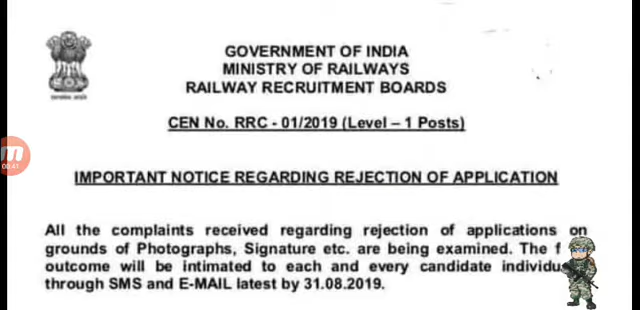 GOVERNMENT OF INDIA
MINISTRY OF RAILWAYS
RAILWAY RECRUITMENT BOARDS
CEN No. RRC - 01/2019 (Level – 1 Posts)
IMPORTANT NOTICE REGARDING REJECTION OF APPLICATION
00:43
All the complaints received regarding rejection of applications on
grounds of Photographs, Signature etc. are being examined. The f
outcome will be intimated to each and every candidate individu
through SMS and E-MAIL latest by 31.08.2019.